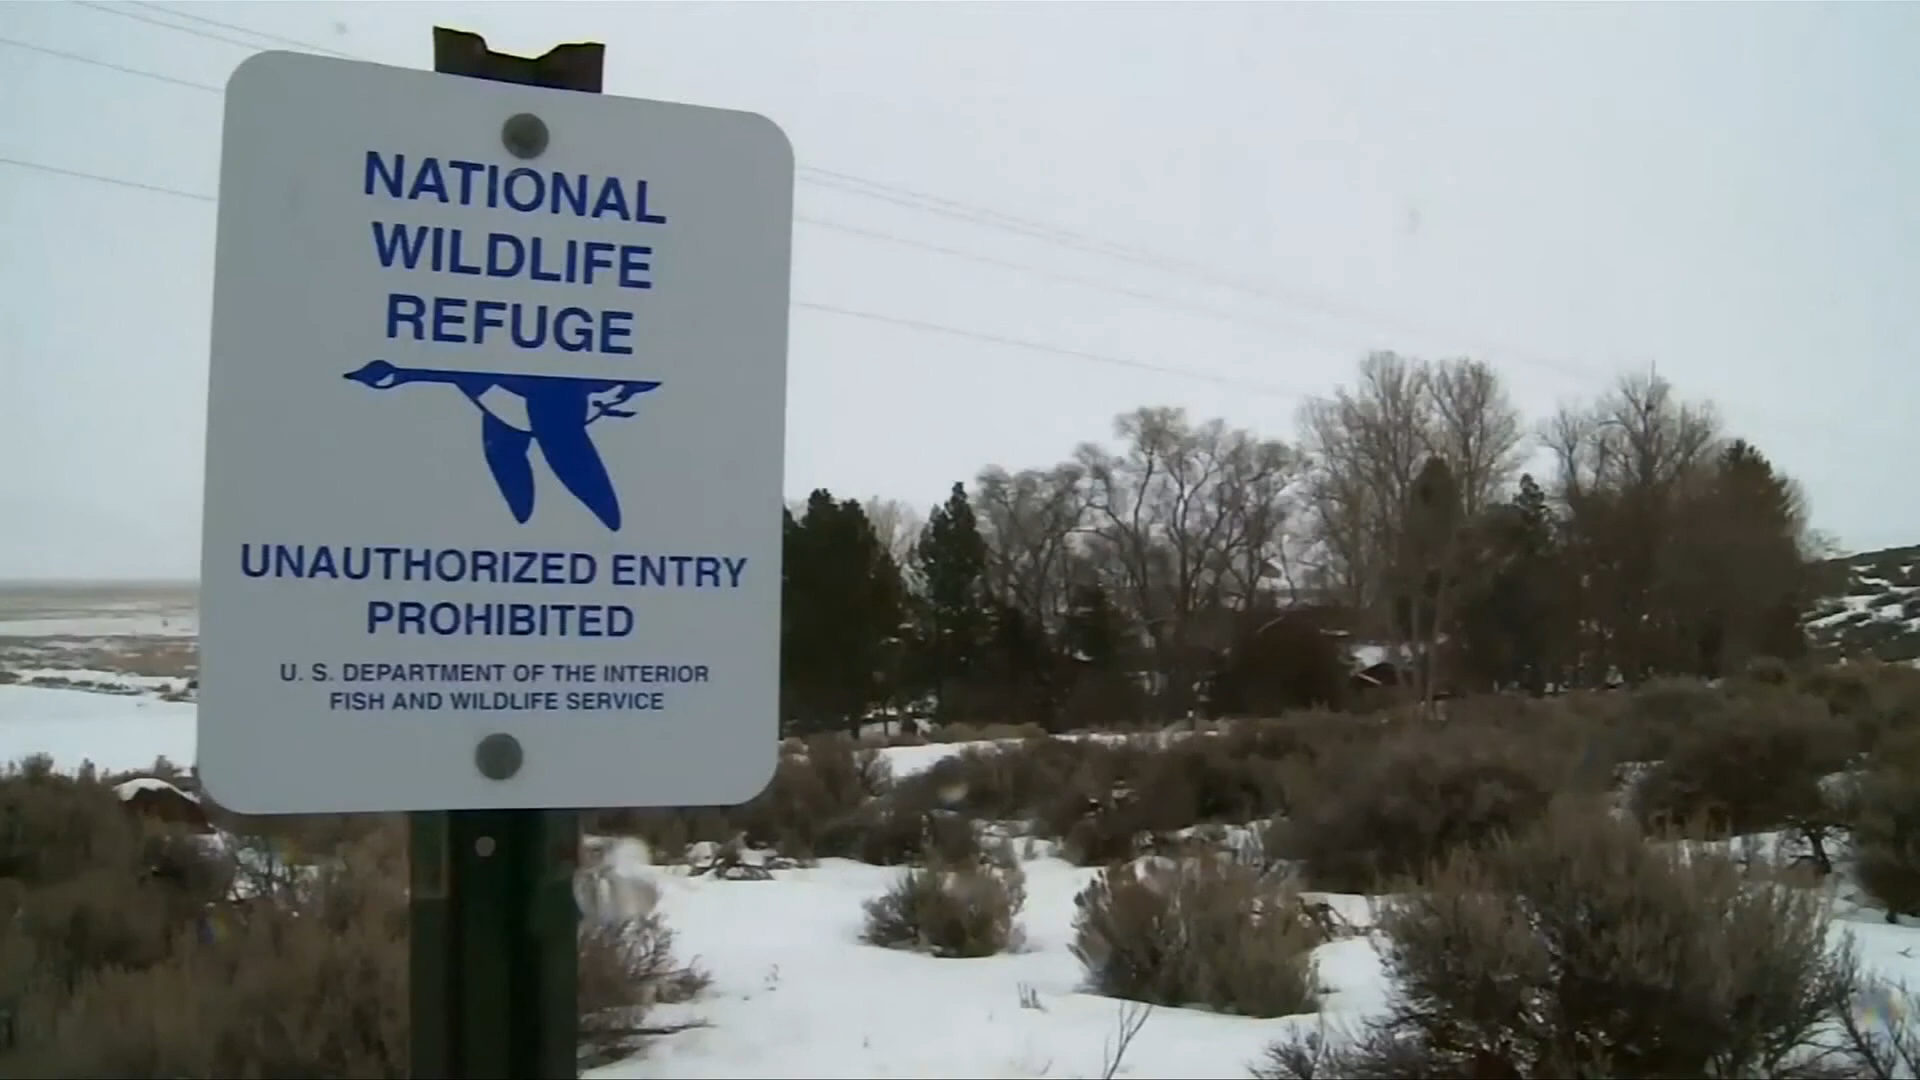 NATIONAL
WILDLIFE
REFUGE
UNAUTHORIZED ENTRY
PROHIBITED
U. S. DEPARTMENT OF THE INTERIOR
FISH AND WILDLIFE SERVICE